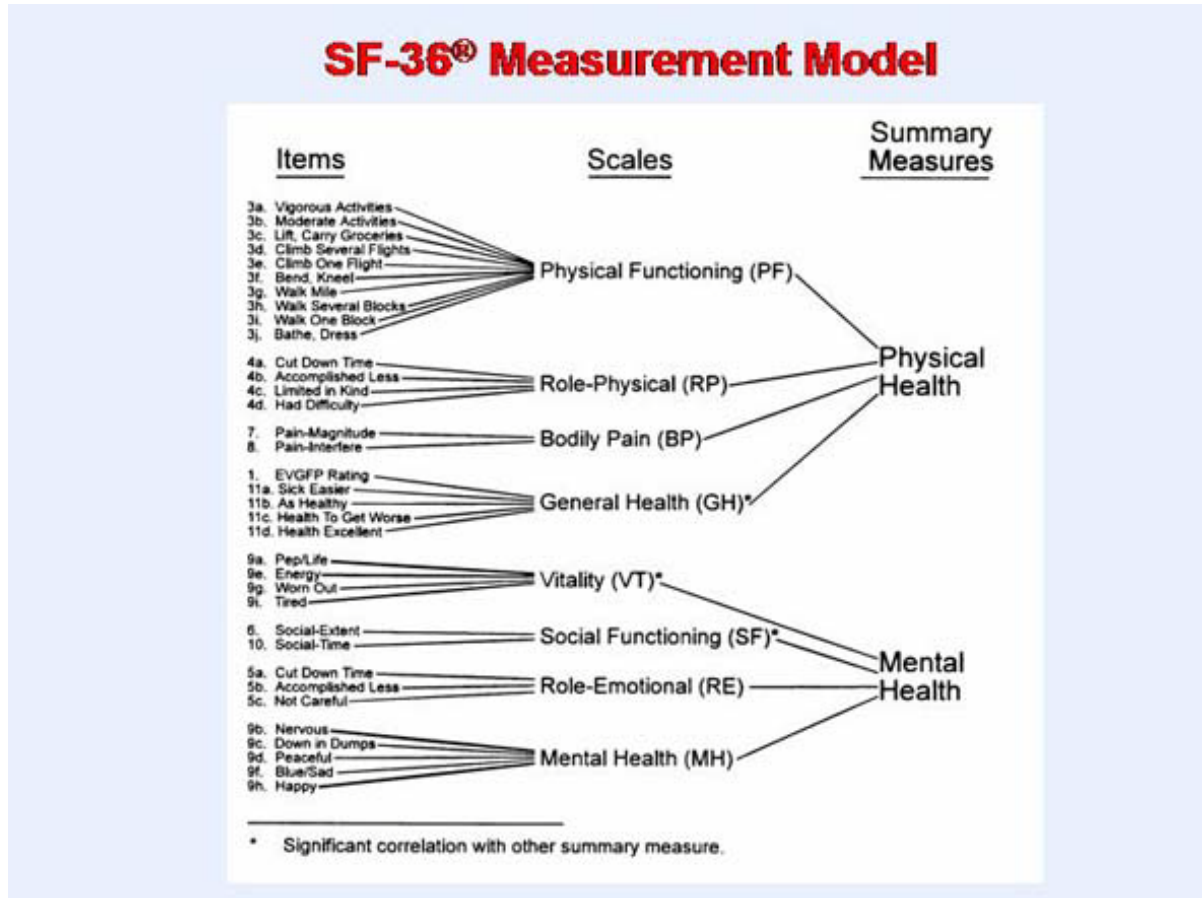 SF-36® Measurement Model
Items
Scales
Summary
Measures
3a. Vigorous Activities
3b. Moderate Activities
3c. Lift, Carry Groceries
3d. Climb Several Flights
3e. Climb One Flight
3f. Bend, Kneel
3g. Walk Mile
3h. Walk Several Blocks
3i. Walk One Block
3j. Bathe, Dress
Physical Functioning (PF)
4a. Cut Down Time
4b. Accomplished Less
4c. Limited in Kind
4d. Had Difficulty
Role-Physical (RP)
7. Pain-Magnitude
8. Pain-Interfere
Bodily Pain (BP)
1. EVGFP Rating
11a. Sick Easier
11b. As Healthy
11c. Health To Get Worse
11d. Health Excellent
General Health (GH)*
Physical
Health
9a. Pep/Life
9e. Energy
9g. Worn Out
9i. Tired
Vitality (VT)*
6. Social-Extent
10. Social-Time
Social Functioning (SF)*
5a. Cut Down Time
5b. Accomplished Less
5c. Not Careful
Role-Emotional (RE)
9b. Nervous
9c. Down in Dumps
9d. Peaceful
9f. Blue/Sad
9h. Happy
Mental Health (MH)
Mental
Health
* Significant correlation with other summary measure.